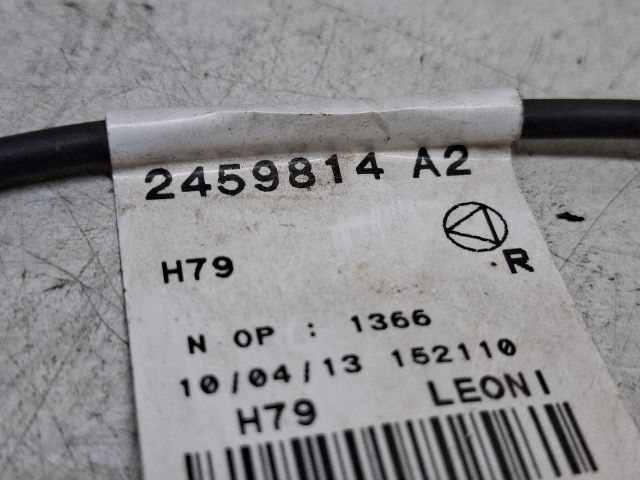 2459814 A2
H79
R
N OP : 1366
10/04/13 152110
H79 LEONI